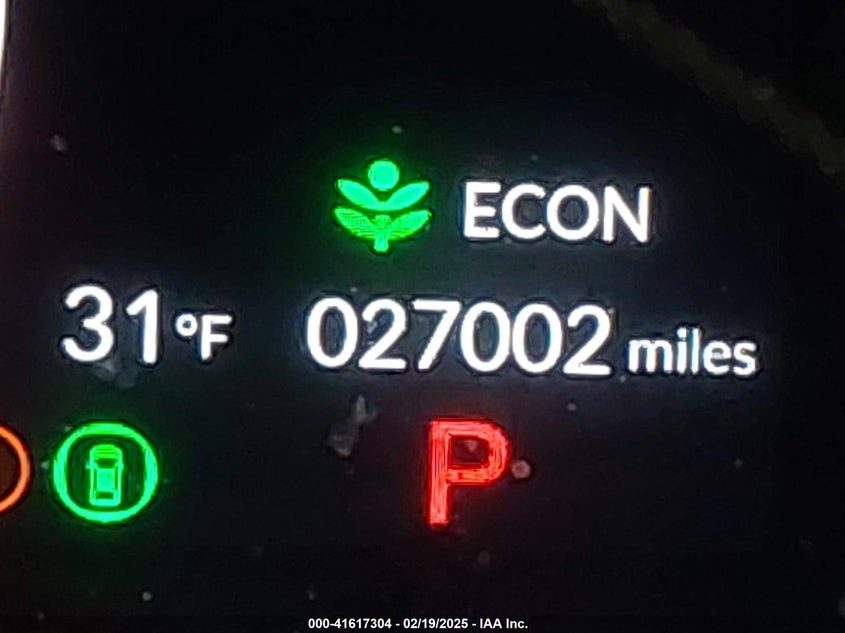 ECON
31°F 027002 miles
P
000-41617304 - 02/19/2025 - IAA Inc.